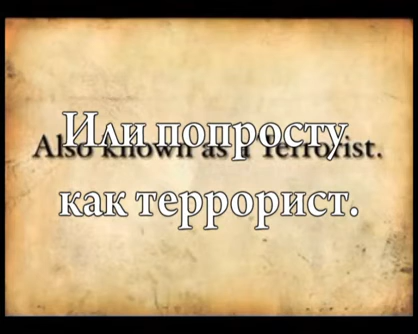 Или попросту
Also known as a Terrorist.
как террорист.